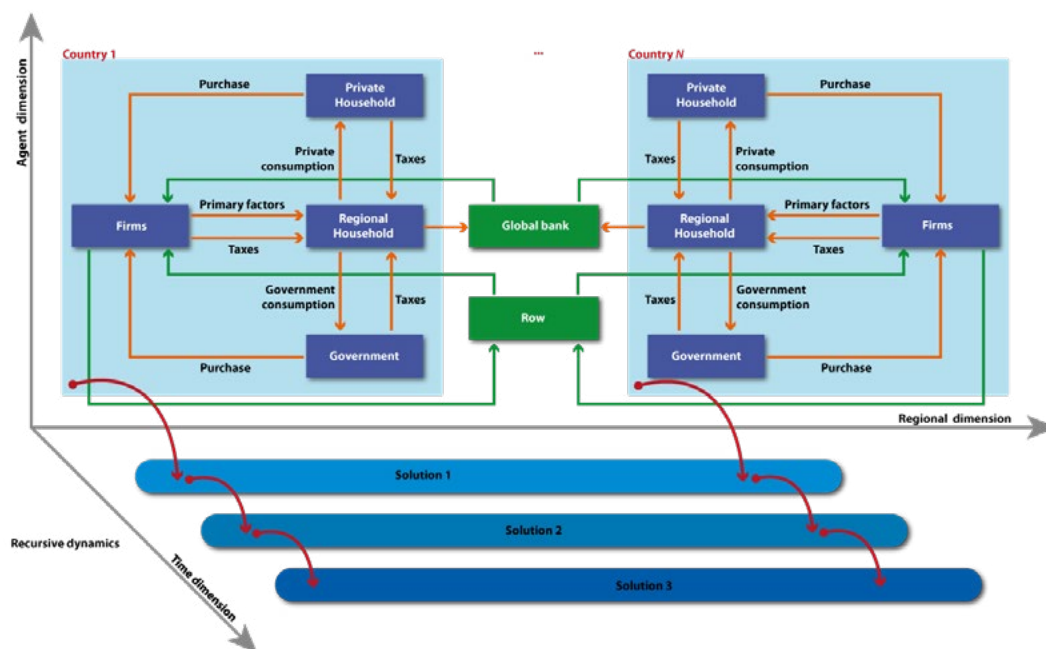 Agent dimension
Country 1
...
Country N
Purchase
Private
Household
Private
consumption
Taxes
Firms
Primary factors
Taxes
Regional
Household
Government
consumption
Taxes
Government
Purchase
Global bank
Row
Private
Household
Purchase
Taxes
Private
consumption
Regional
Household
Primary factors
Taxes
Firms
Taxes
Government
consumption
Government
Purchase
Regional dimension
Solution 1
Solution 2
Solution 3
Recursive dynamics
Time dimension